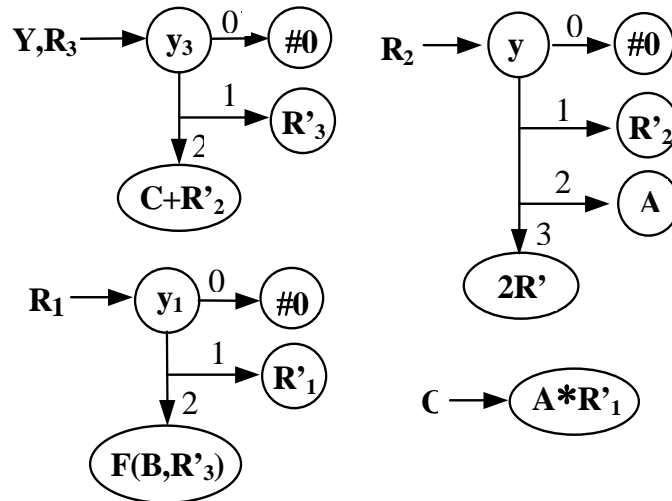 Y,R₃ y₃ 0 #0
1 R'₃
2
C+R'₂
R₂ y 0 #0
1 R'₂
2 A
3
2R'
R₁ y₁ 0 #0
1 R'₁
2
F(B,R'₃)
A*R'₁